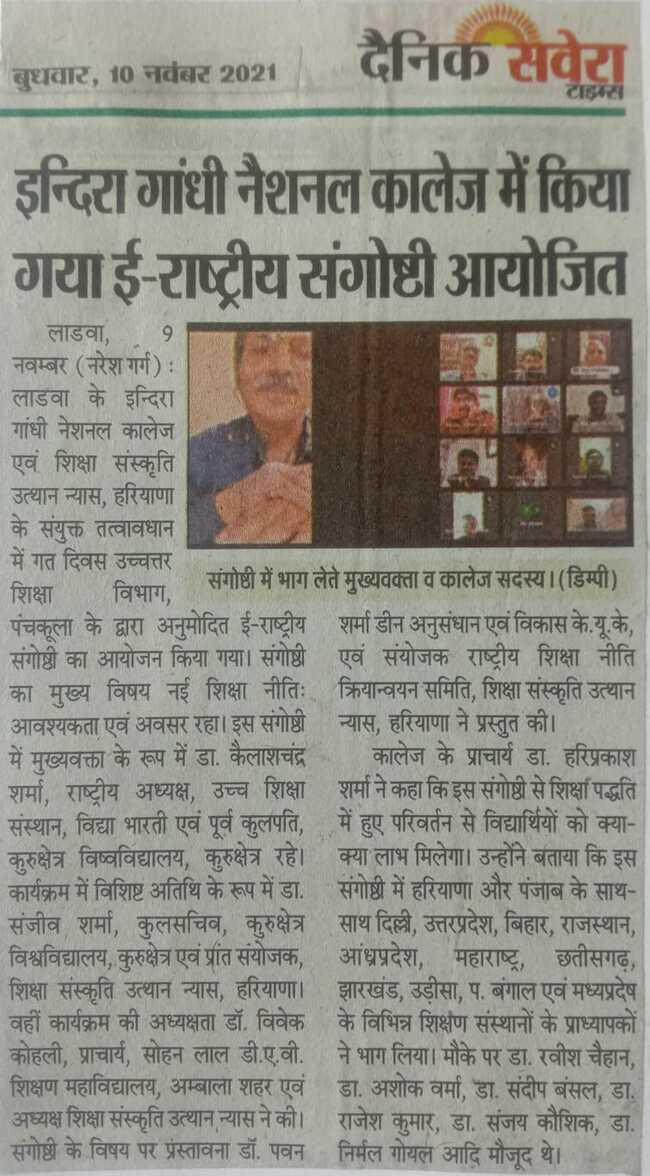 बुधवार, 10 नवंबर 2021
दैनिक सवेरा
टाइम्स
इन्दिरा गांधी नैशनल कालेज में किया
गया ई-राष्ट्रीय संगोष्ठी आयोजित
लाडवा, 9
नवम्बर (नरेश गर्ग) :
लाडवा के इन्दिरा
गांधी नेशनल कालेज
एवं शिक्षा संस्कृति
उत्थान न्यास, हरियाणा
के संयुक्त तत्वावधान
में गत दिवस उच्चत्तर
शिक्षा विभाग,
पंचकूला के द्वारा अनुमोदित ई-राष्ट्रीय
संगोष्ठी का आयोजन किया गया। संगोष्ठी
का मुख्य विषय नई शिक्षा नीतिः
आवश्यकता एवं अवसर रहा। इस संगोष्ठी
में मुख्यवक्ता के रूप में डा. कैलाशचंद्र
शर्मा, राष्ट्रीय अध्यक्ष, उच्च शिक्षा
संस्थान, विद्या भारती एवं पूर्व कुलपति,
कुरुक्षेत्र विष्वविद्यालय, कुरुक्षेत्र रहे।
कार्यक्रम में विशिष्ट अतिथि के रूप में डा.
संजीव शर्मा, कुलसचिव, कुरुक्षेत्र
विश्वविद्यालय, कुरुक्षेत्र एवं प्रांत संयोजक,
शिक्षा संस्कृति उत्थान न्यास, हरियाणा।
वहीं कार्यक्रम की अध्यक्षता डॉ. विवेक
कोहली, प्राचार्य, सोहन लाल डी.ए.वी.
शिक्षण महाविद्यालय, अम्बाला शहर एवं
अध्यक्ष शिक्षा संस्कृति उत्थान न्यास ने की।
संगोष्ठी के विषय पर प्रस्तावना डॉ. पवन
संगोष्ठी में भाग लेते मुख्यवक्ता व कालेज सदस्य। (डिम्पी)
शर्मा डीन अनुसंधान एवं विकास के.यू.के,
एवं संयोजक राष्ट्रीय शिक्षा नीति
क्रियान्वयन समिति, शिक्षा संस्कृति उत्थान
न्यास, हरियाणा ने प्रस्तुत की।
कालेज के प्राचार्य डा. हरिप्रकाश
शर्मा ने कहा कि इस संगोष्ठी से शिक्षा पद्धति
में हुए परिवर्तन से विद्यार्थियों को क्या-
क्या लाभ मिलेगा। उन्होंने बताया कि इस
संगोष्ठी में हरियाणा और पंजाब के साथ-
साथ दिल्ली, उत्तरप्रदेश, बिहार, राजस्थान,
आंध्रप्रदेश, महाराष्ट्र, छतीसगढ़,
झारखंड, उड़ीसा, प. बंगाल एवं मध्यप्रदेष
के विभिन्न शिक्षण संस्थानों के प्राध्यापकों
ने भाग लिया। मौके पर डा. रवीश चैहान,
डा. अशोक वर्मा, डा. संदीप बंसल, डा.
राजेश कुमार, डा. संजय कौशिक, डा.
निर्मल गोयल आदि मौजूद थे।